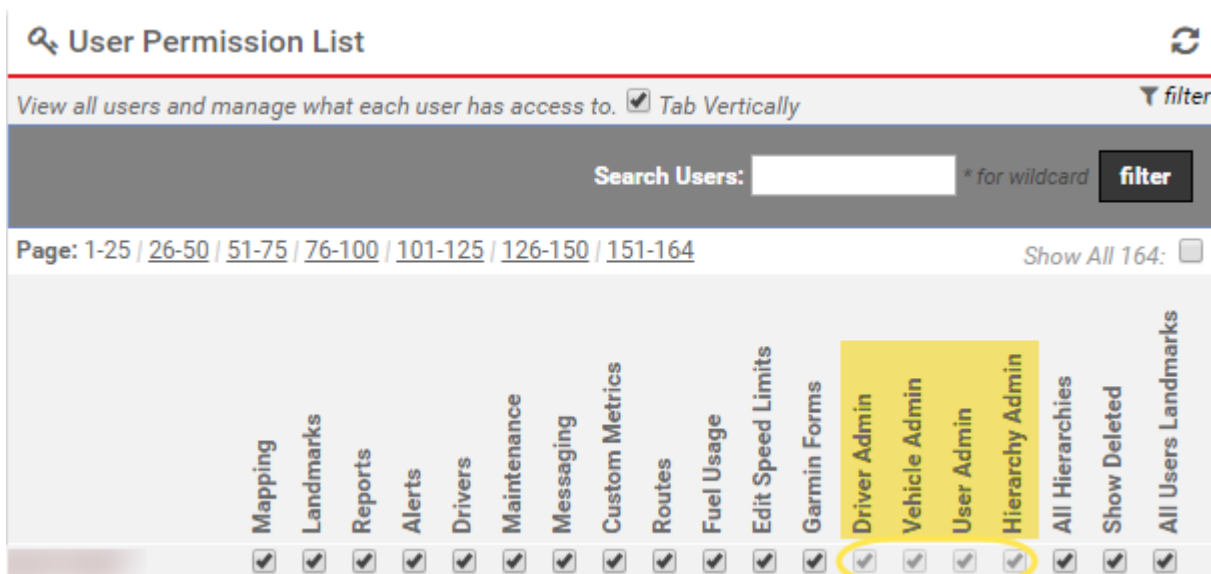 User Permission List
View all users and manage what each user has access to. Tab Vertically filter
Search Users: * for wildcard filter
Page: 1-25 / 26-50 / 51-75 / 76-100 / 101-125 / 126-150 / 151-164 Show All 164:
Mapping
Landmarks
Reports
Alerts
Drivers
Maintenance
Messaging
Custom Metrics
Routes
Fuel Usage
Edit Speed Limits
Garmin Forms
Driver Admin
Vehicle Admin
User Admin
Hierarchy Admin
All Hierarchies
Show Deleted
All Users Landmarks